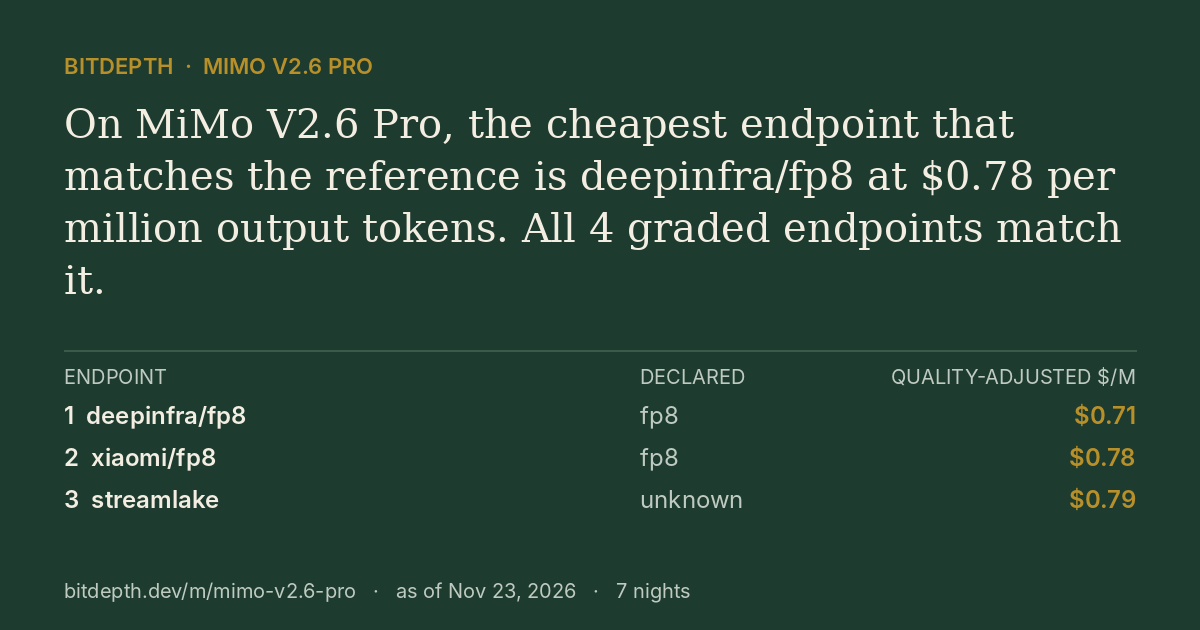 BITDEPTH · MIMO V2.6 PRO
On MiMo V2.6 Pro, the cheapest endpoint that
matches the reference is deepinfra/fp8 at $0.78 per
million output tokens. All 4 graded endpoints match
it.
ENDPOINT DECLARED QUALITY-ADJUSTED $/M
1 deepinfra/fp8 fp8 $0.71
2 xiaomi/fp8 fp8 $0.78
3 streamlake unknown $0.79
bitdepth.dev/m/mimo-v2.6-pro · as of Nov 23, 2026 · 7 nights